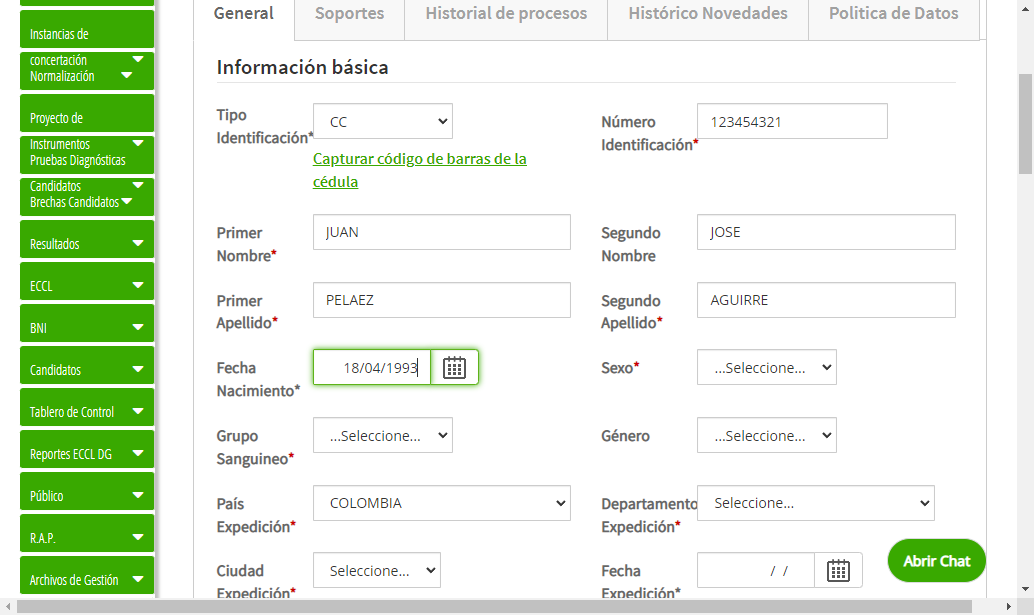 Instancias de
concertación
Normalización
Proyecto de
Instrumentos
Pruebas Diagnósticas
Candidatos
Brechas Candidatos
Resultados
ECCL
BNI
Candidatos
Tablero de Control
Reportes ECCL DG
Público
R.A.P.
Archivos de Gestión
General Soportes Historial de procesos Histórico Novedades Politica de Datos
Información básica
Tipo Identificación* CC
Capturar código de barras de la
cédula
Número Identificación* 123454321
Primer Nombre* JUAN
Segundo Nombre JOSE
Primer Apellido* PELAEZ
Segundo Apellido* AGUIRRE
Fecha Nacimiento* 18/04/1993
Sexo* ...Seleccione...
Grupo Sanguineo* ...Seleccione...
Género ...Seleccione...
País Expedición* COLOMBIA
Departamento Expedición* Seleccione...
Ciudad Expedición* Seleccione...
Fecha Expedición* / /
Abrir Chat